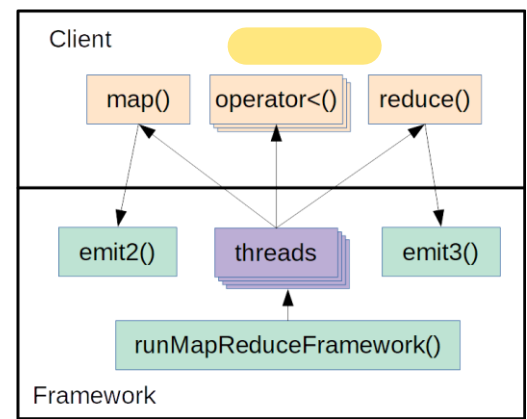 Client
map()
operator<()
reduce()
emit2()
threads
emit3()
runMapReduceFramework()
Framework